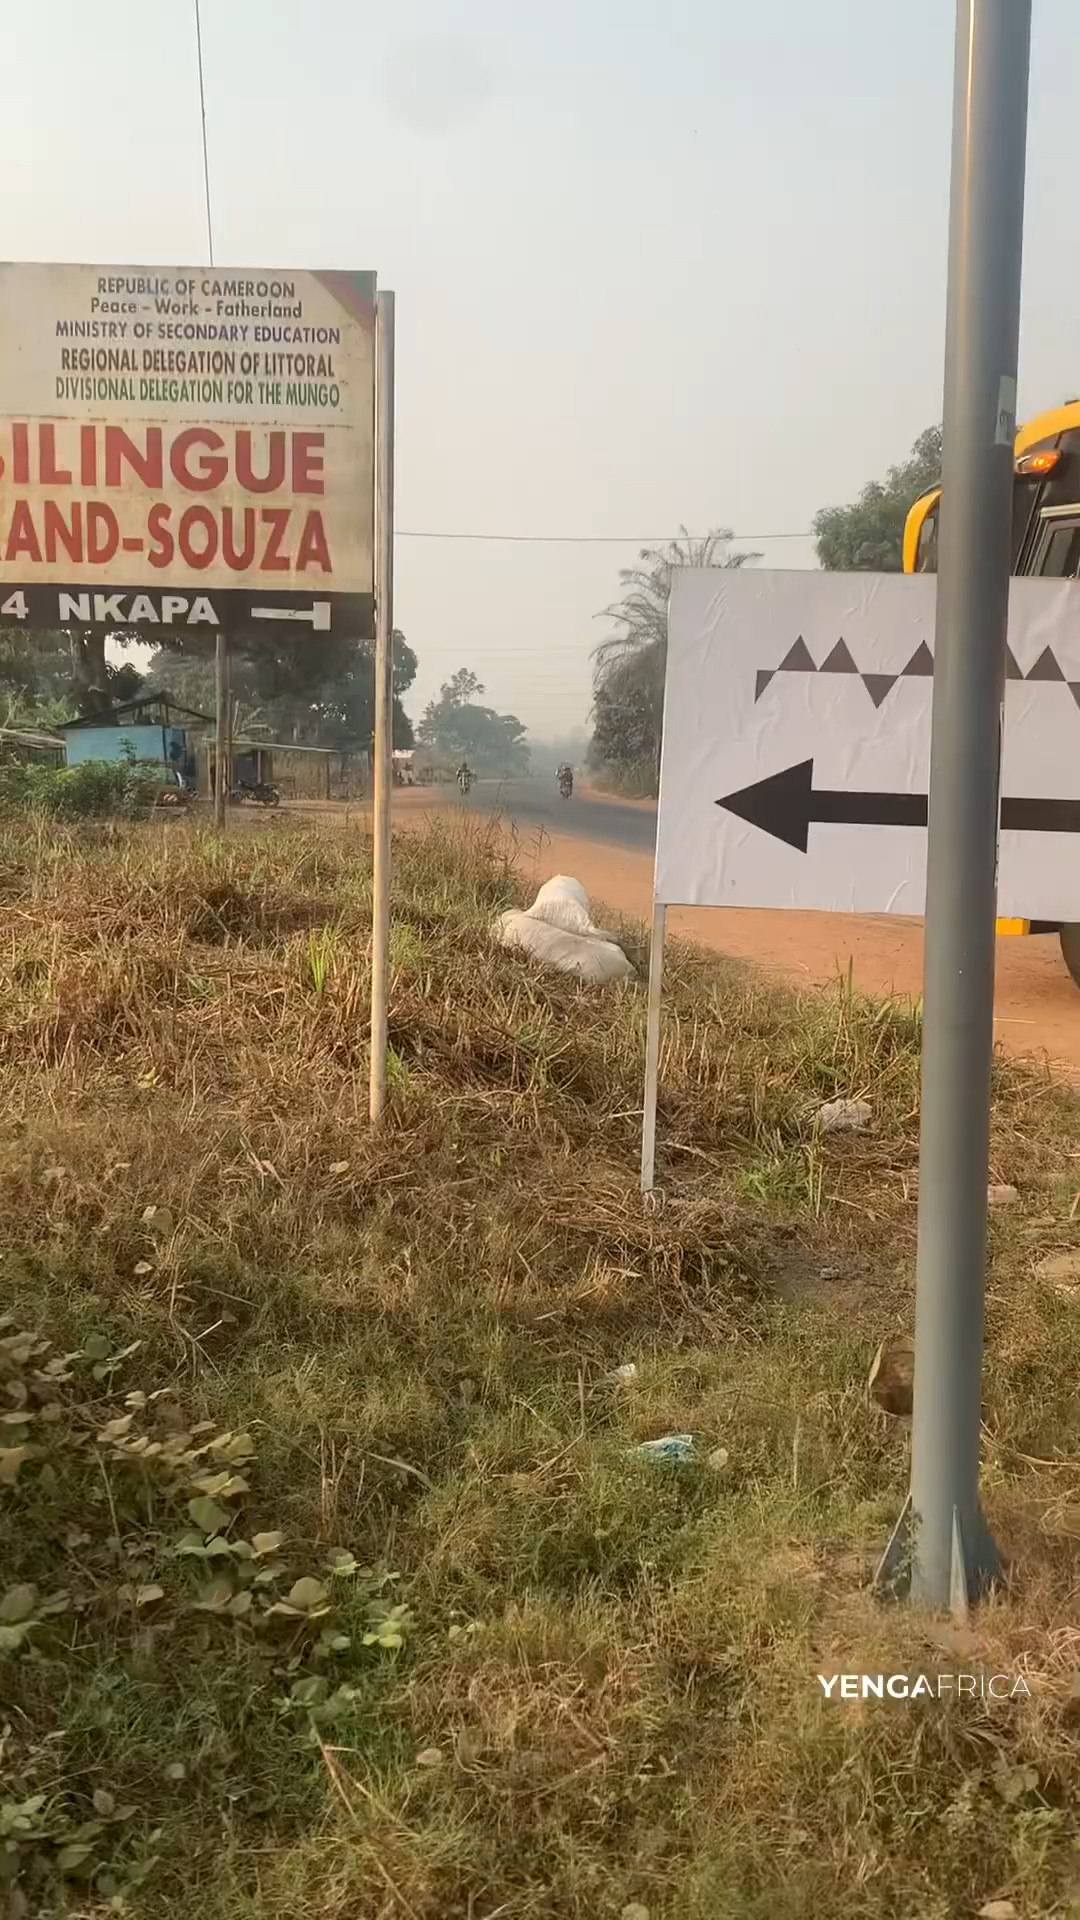 REPUBLIC OF CAMEROON
Peace - Work - Fatherland
MINISTRY OF SECONDARY EDUCATION
REGIONAL DELEGATION OF LITTORAL
DIVISIONAL DELEGATION FOR THE MUNGO
BILINGUE
AND-SOUZA
4 NKAPA
YENGAFRICA